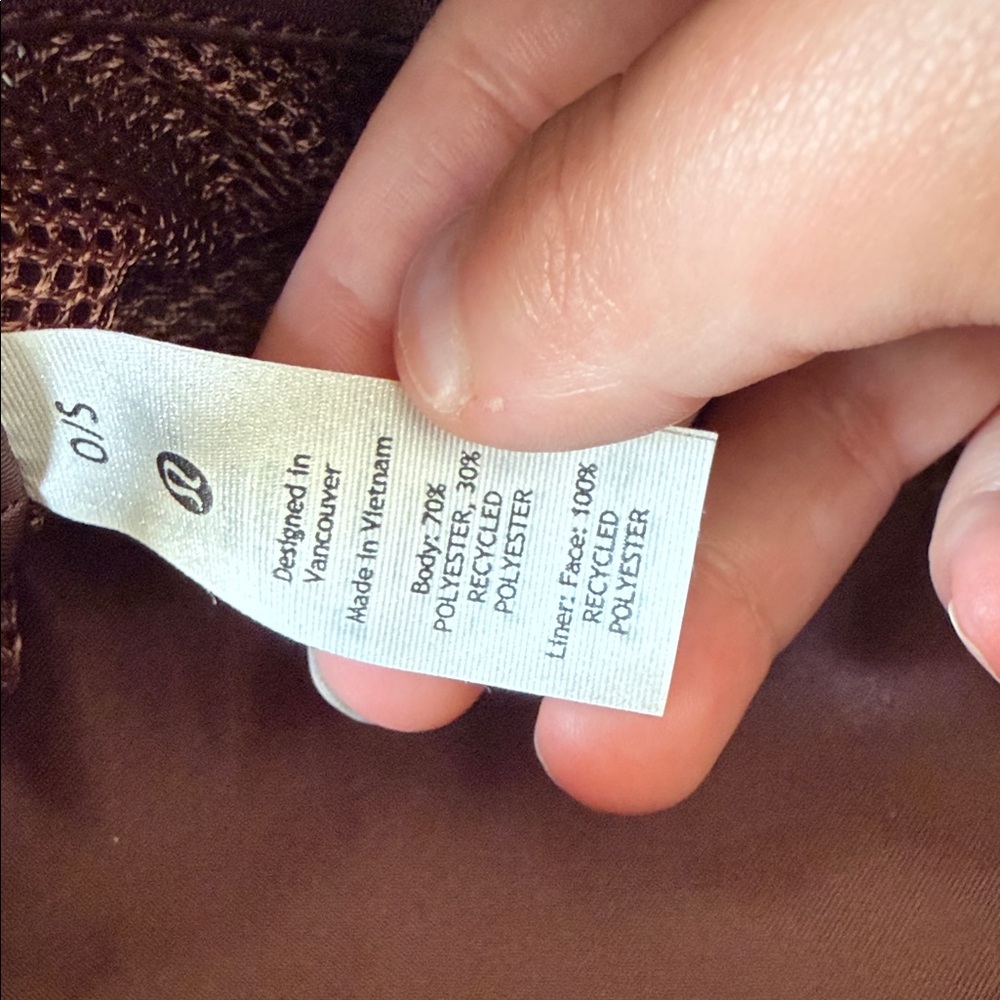 O/S
Designed in
Vancouver
Made in Vietnam
Body: 70%
POLYESTER, 30%
RECYCLED
POLYESTER
Liner: Face: 100%
RECYCLED
POLYESTER